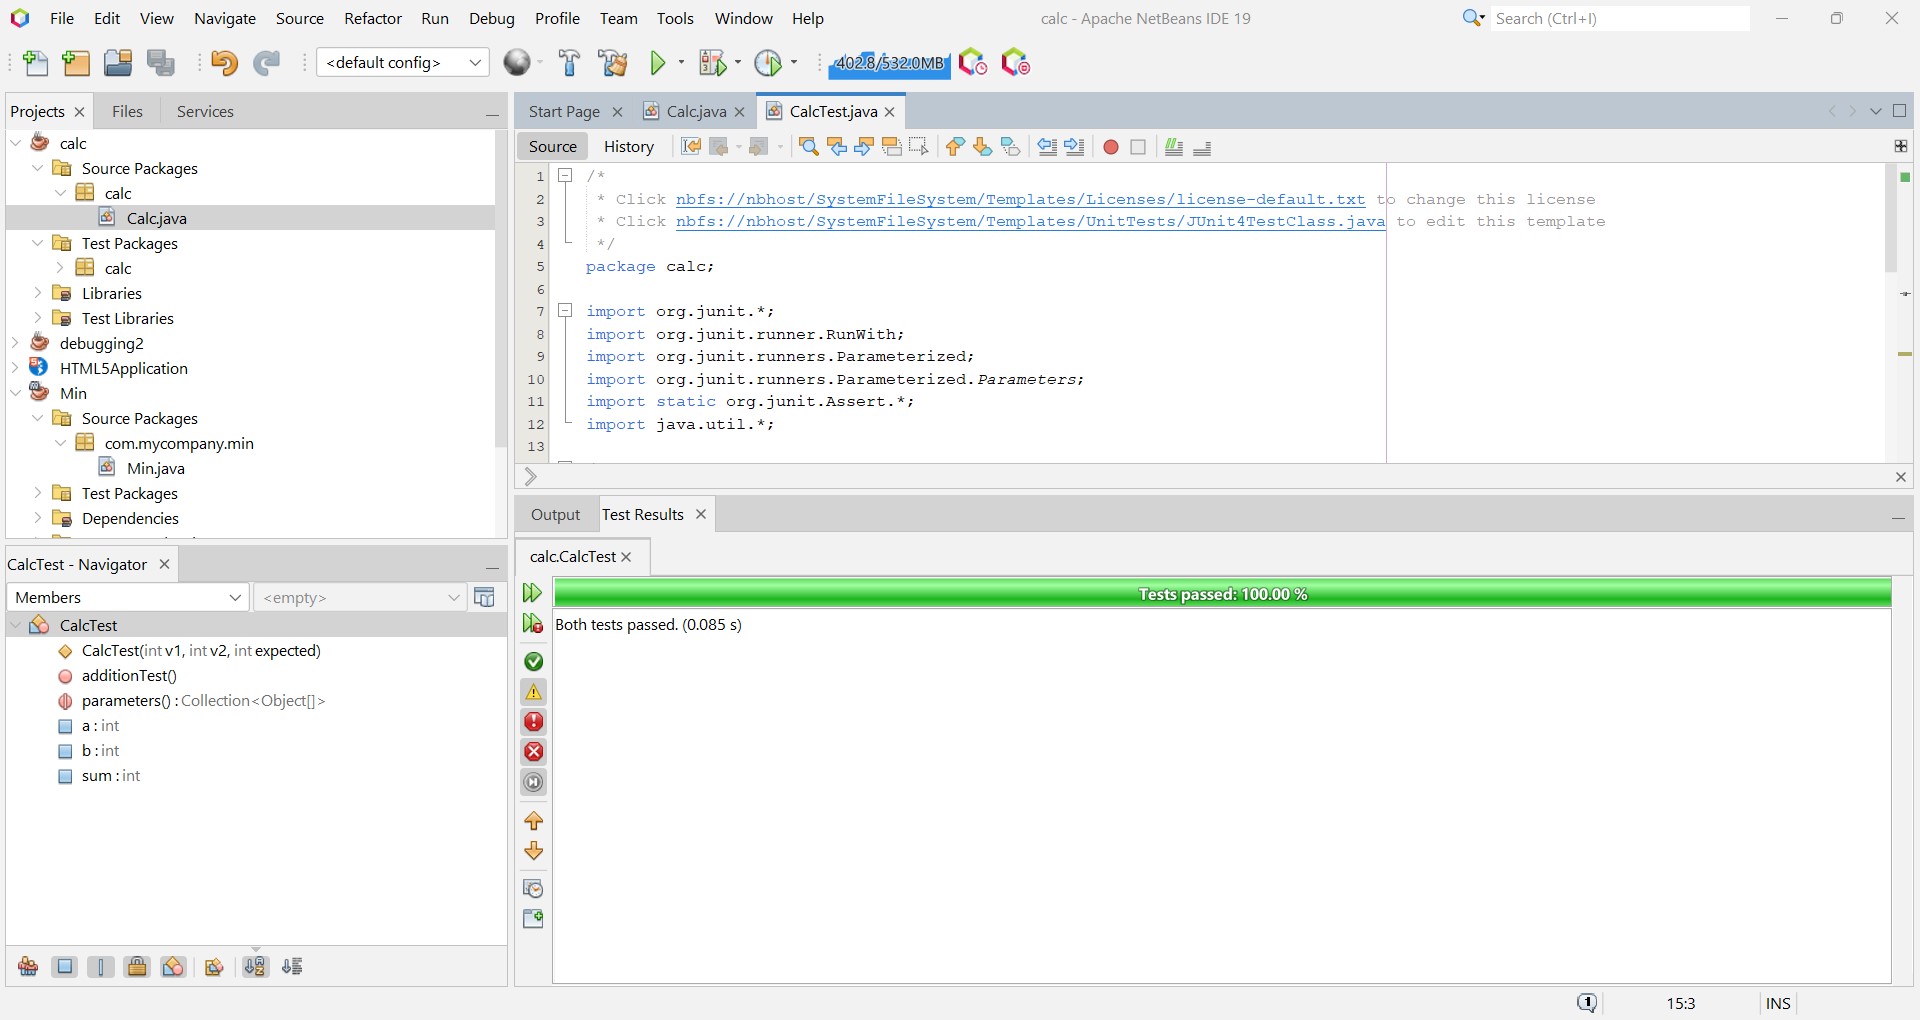 File Edit View Navigate Source Refactor Run Debug Profile Team Tools Window Help
calc - Apache NetBeans IDE 19
Search (Ctrl+I)
<default config>
402.8/532.0MB
Projects Files Services
calc
Source Packages
calc
Calc.java
Test Packages
calc
Libraries
Test Libraries
debugging2
HTML5Application
Min
Source Packages
com.mycompany.min
Min.java
Test Packages
Dependencies
CalcTest - Navigator
Members
<empty>
CalcTest
CalcTest(int v1, int v2, int expected)
additionTest()
parameters() : Collection<Object[]>
a : int
b : int
sum : int
Start Page Calc.java CalcTest.java
Source History
1 /*
2 * Click nbfs://nbhost/SystemFileSystem/Templates/Licenses/license-default.txt to change this license
3 * Click nbfs://nbhost/SystemFileSystem/Templates/UnitTests/JUnit4TestClass.java to edit this template
4 */
5 package calc;
6
7 import org.junit.*;
8 import org.junit.runner.RunWith;
9 import org.junit.runners.Parameterized;
10 import org.junit.runners.Parameterized.Parameters;
11 import static org.junit.Assert.*;
12 import java.util.*;
13
Output Test Results
calc.CalcTest
Tests passed: 100.00 %
Both tests passed. (0.085 s)
1
15:3
INS